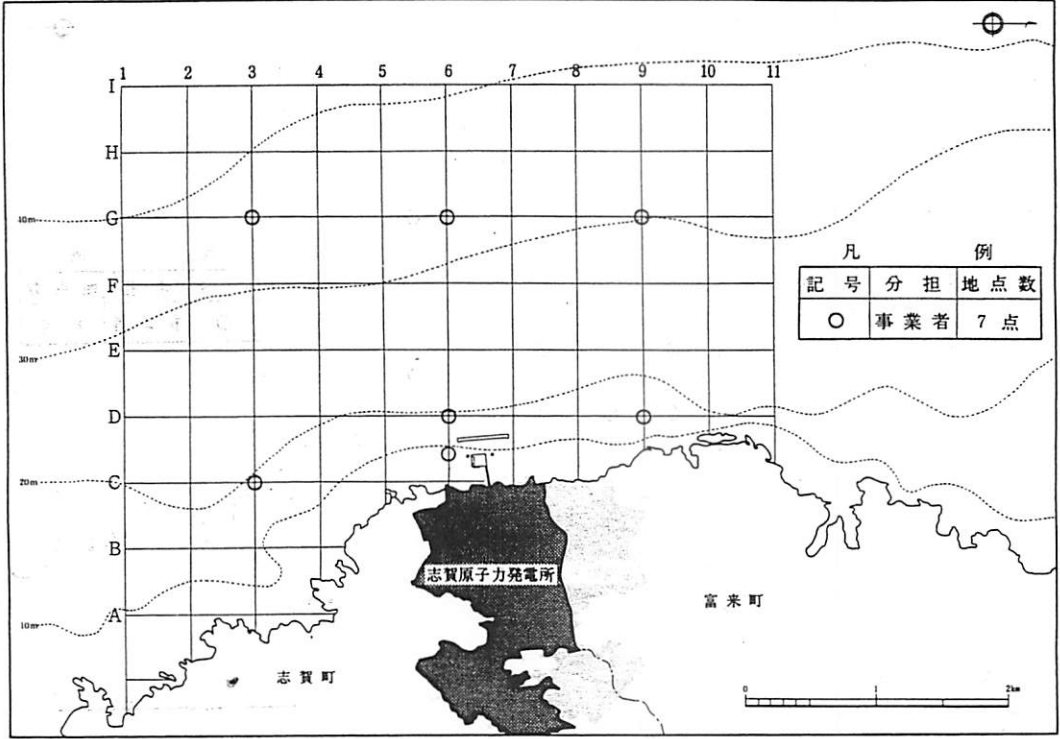 1 2 3 4 5 6 7 8 9 10 11
I
H
G
F
E
D
C
B
A
40m
30m
20m
10m
凡 例
記 号 分 担 地 点 数
○ 事 業 者 7 点
志賀原子力発電所
富 来 町
志 賀 町
0 1 2km